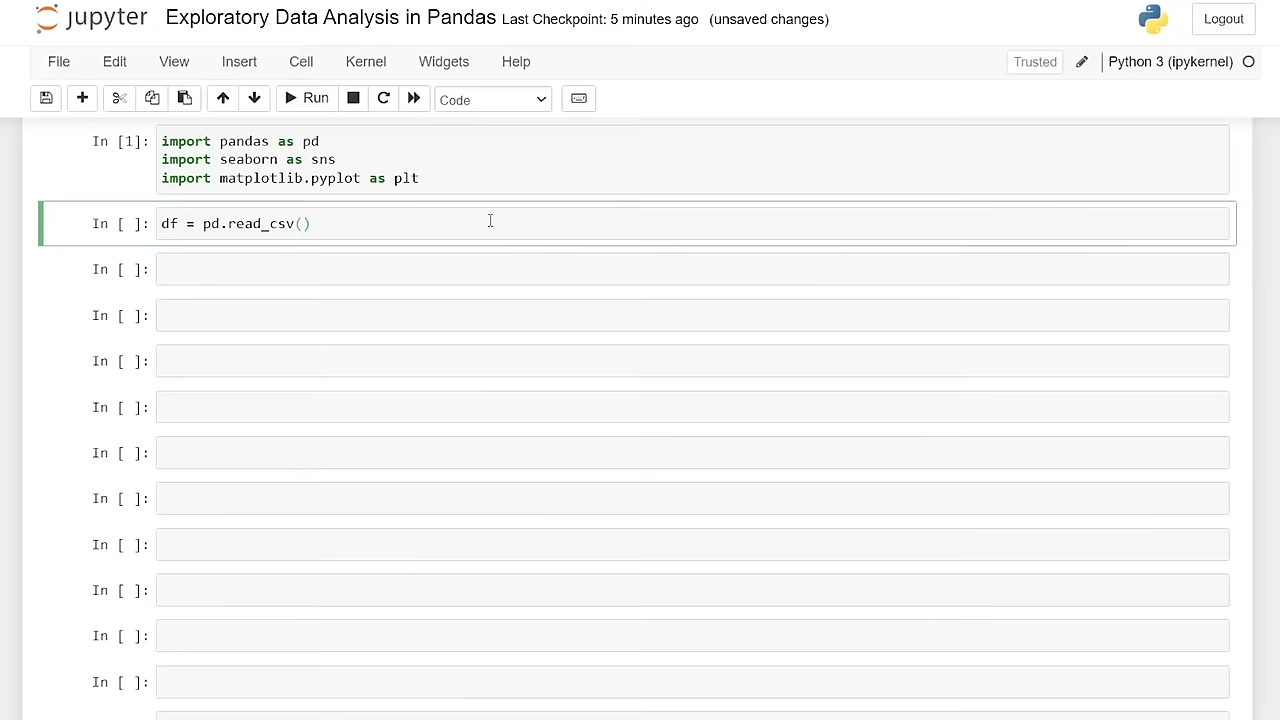 jupyter Exploratory Data Analysis in Pandas Last Checkpoint: 5 minutes ago (unsaved changes) Logout
File Edit View Insert Cell Kernel Widgets Help Trusted Python 3 (ipykernel)
Run Code
In [1]: import pandas as pd
import seaborn as sns
import matplotlib.pyplot as plt
In [ ]: df = pd.read_csv()
In [ ]:
In [ ]:
In [ ]:
In [ ]:
In [ ]:
In [ ]:
In [ ]:
In [ ]:
In [ ]:
In [ ]: